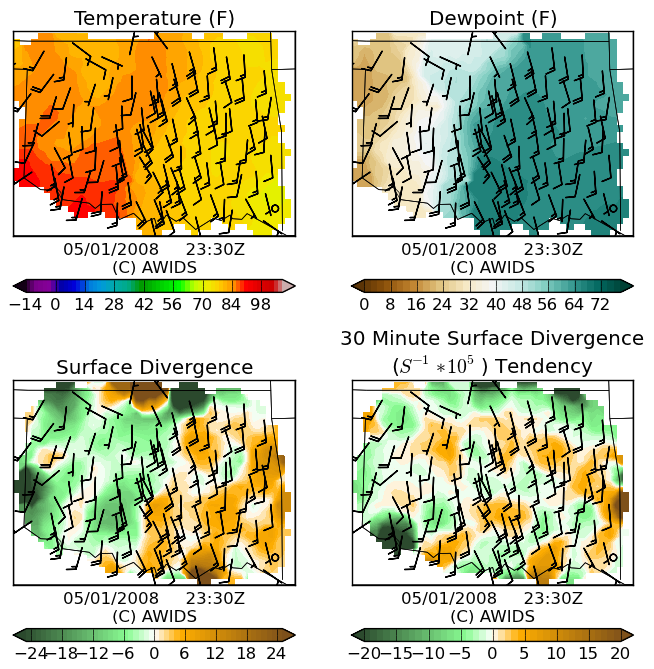 Temperature (F)
Dewpoint (F)
05/01/2008 23:30Z
(C) AWIDS
05/01/2008 23:30Z
(C) AWIDS
−14 0 14 28 42 56 70 84 98
0 8 16 24 32 40 48 56 64 72
Surface Divergence
30 Minute Surface Divergence
(S⁻¹ ∗10⁵ ) Tendency
05/01/2008 23:30Z
(C) AWIDS
05/01/2008 23:30Z
(C) AWIDS
−24−18−12 −6 0 6 12 18 24
−20−15−10 −5 0 5 10 15 20